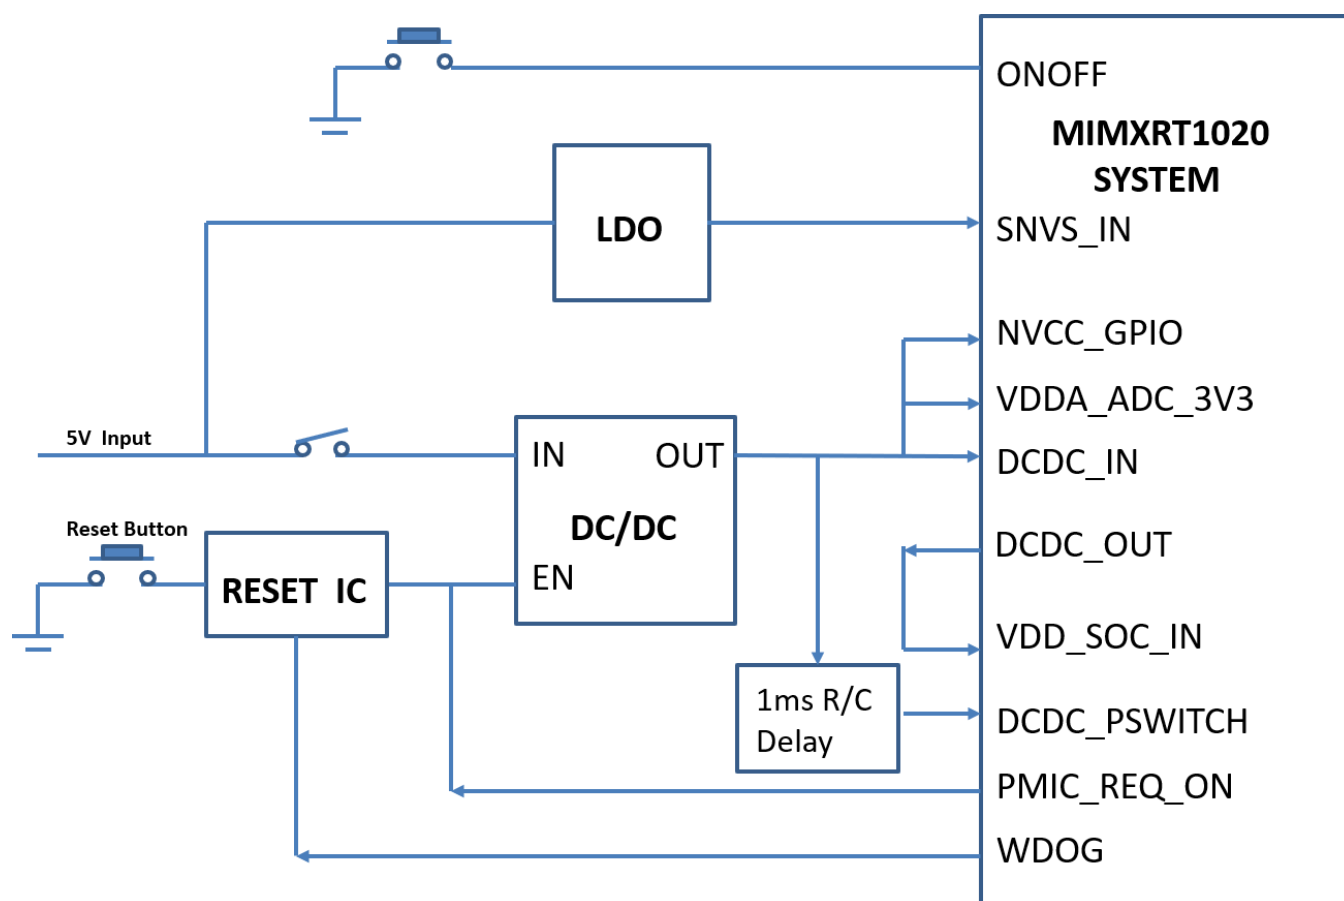 ONOFF
MIMXRT1020
SYSTEM
LDO
SNVS_IN
NVCC_GPIO
VDDA_ADC_3V3
5V Input
IN
OUT
DCDC_IN
Reset Button
DC/DC
DCDC_OUT
RESET IC
EN
VDD_SOC_IN
1ms R/C
Delay
DCDC_PSWITCH
PMIC_REQ_ON
WDOG